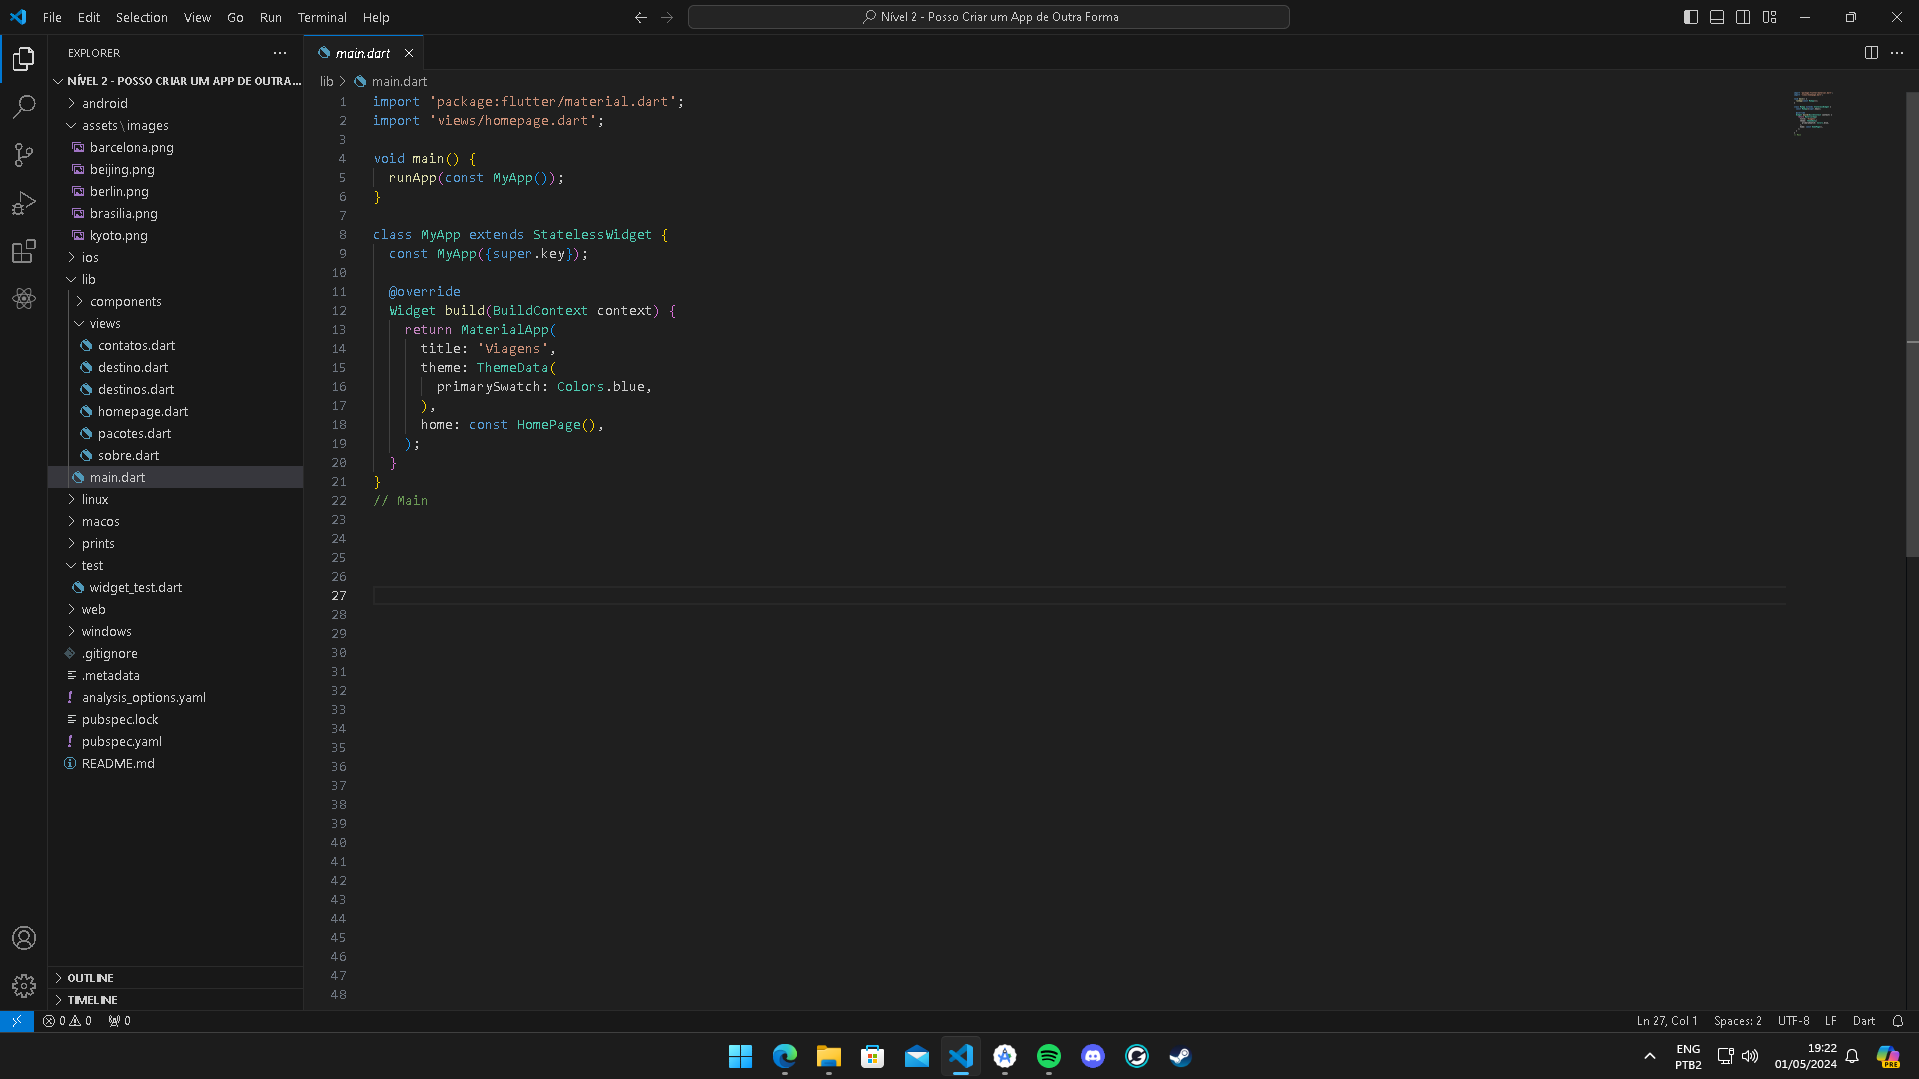 File Edit Selection View Go Run Terminal Help
Nível 2 - Posso Criar um App de Outra Forma
EXPLORER
NÍVEL 2 - POSSO CRIAR UM APP DE OUTRA...
android
assets\images
barcelona.png
beijing.png
berlin.png
brasilia.png
kyoto.png
ios
lib
components
views
contatos.dart
destino.dart
destinos.dart
homepage.dart
pacotes.dart
sobre.dart
main.dart
linux
macos
prints
test
widget_test.dart
web
windows
.gitignore
.metadata
analysis_options.yaml
pubspec.lock
pubspec.yaml
README.md
OUTLINE
TIMELINE
main.dart
lib > main.dart
1 import 'package:flutter/material.dart';
2 import 'views/homepage.dart';
3
4 void main() {
5 runApp(const MyApp());
6 }
7
8 class MyApp extends StatelessWidget {
9 const MyApp({super.key});
10
11 @override
12 Widget build(BuildContext context) {
13 return MaterialApp(
14 title: 'Viagens',
15 theme: ThemeData(
16 primarySwatch: Colors.blue,
17 ),
18 home: const HomePage(),
19 );
20 }
21 }
22 // Main
23
24
25
26
27
28
29
30
31
32
33
34
35
36
37
38
39
40
41
42
43
44
45
46
47
48
0 0 0
Ln 27, Col 1 Spaces: 2 UTF-8 LF Dart
ENG
PTB2
19:22
01/05/2024
PRE